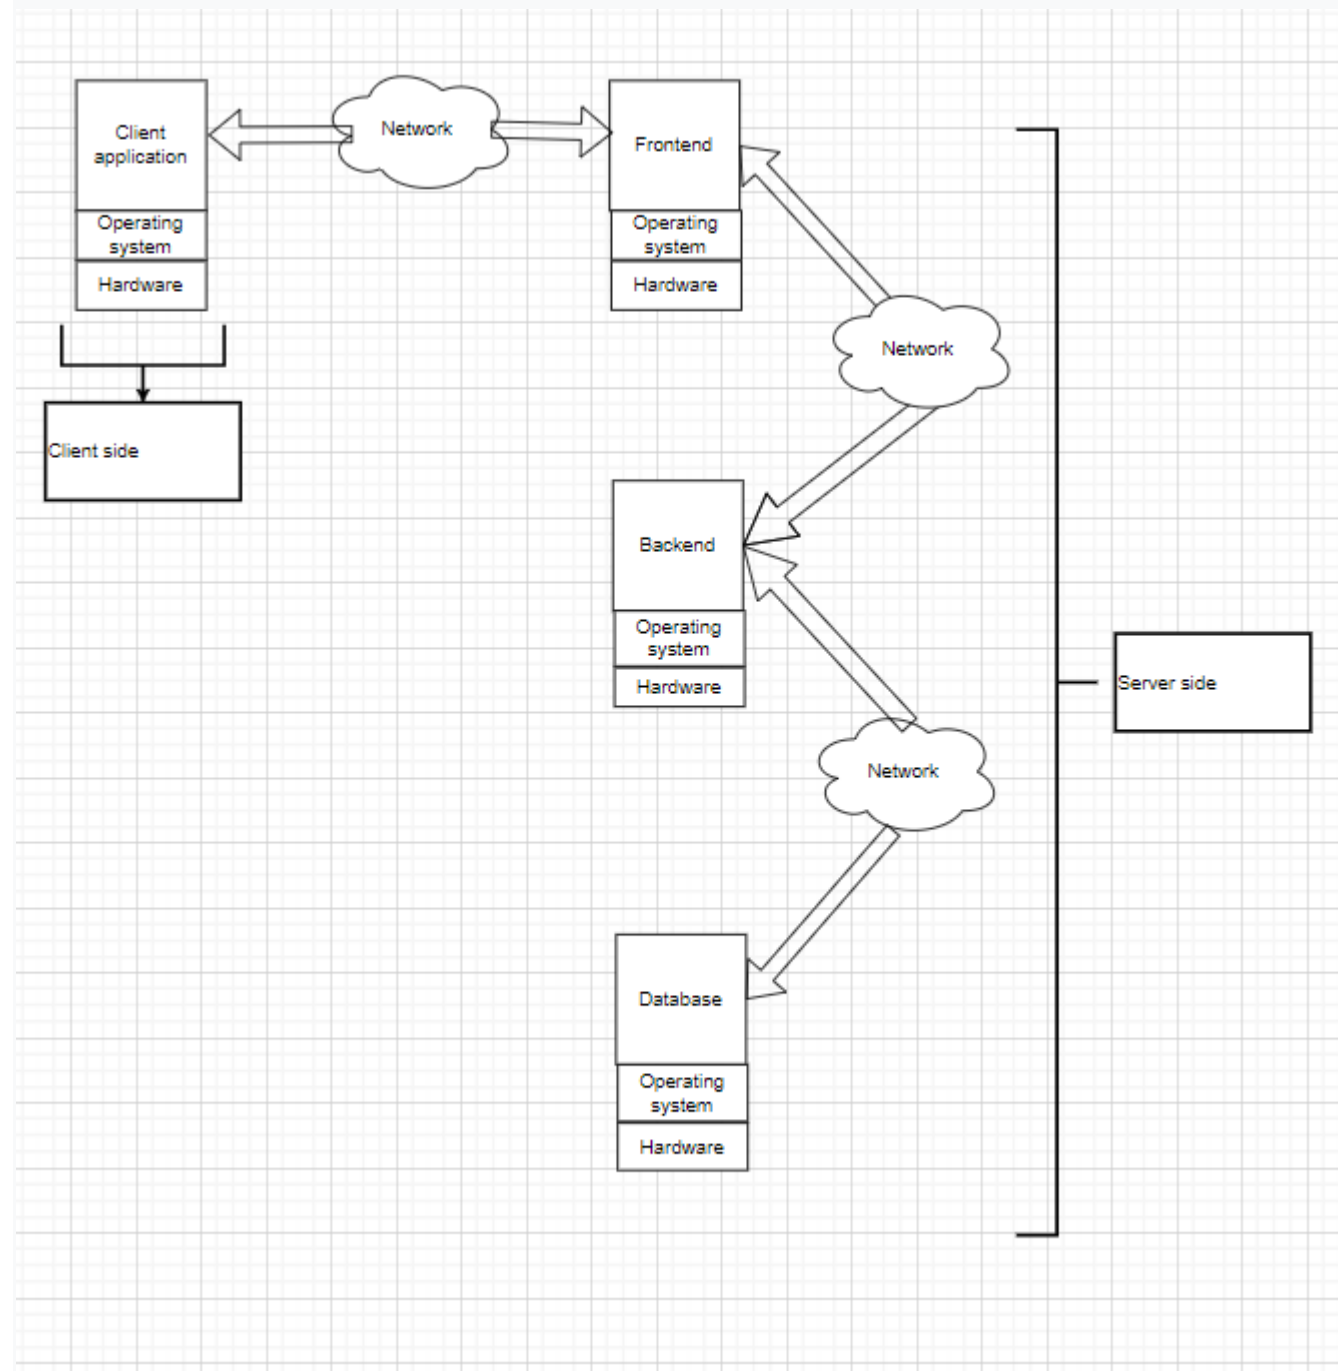 Client
application
Operating
system
Hardware
Client side
Network
Frontend
Operating
system
Hardware
Network
Backend
Operating
system
Hardware
Network
Database
Operating
system
Hardware
Server side